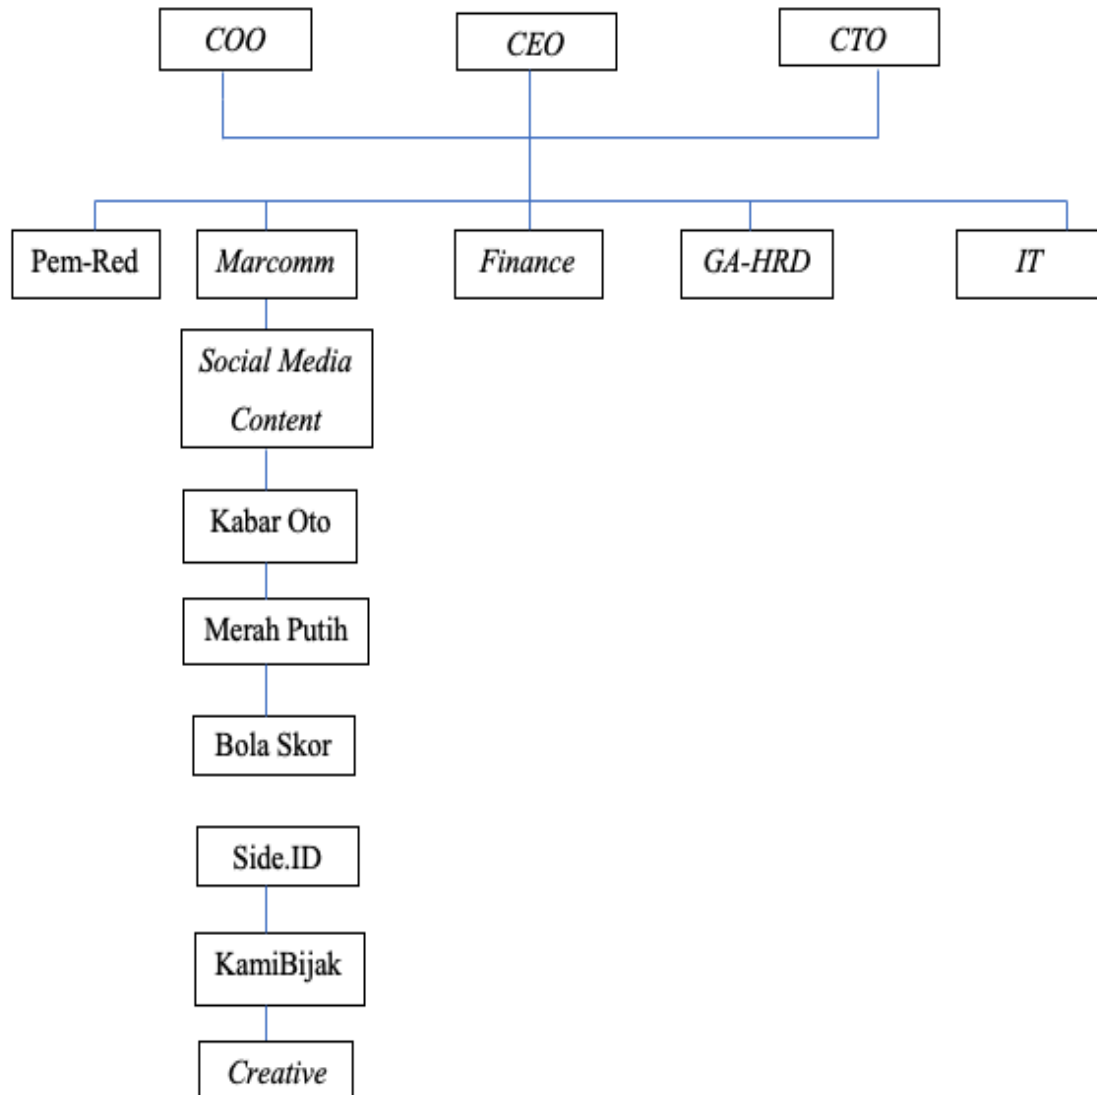 COO
CEO
CTO
Pem-Red
Marcomm
Finance
GA-HRD
IT
Social Media
Content
Kabar Oto
Merah Putih
Bola Skor
Side.ID
KamiBijak
Creative